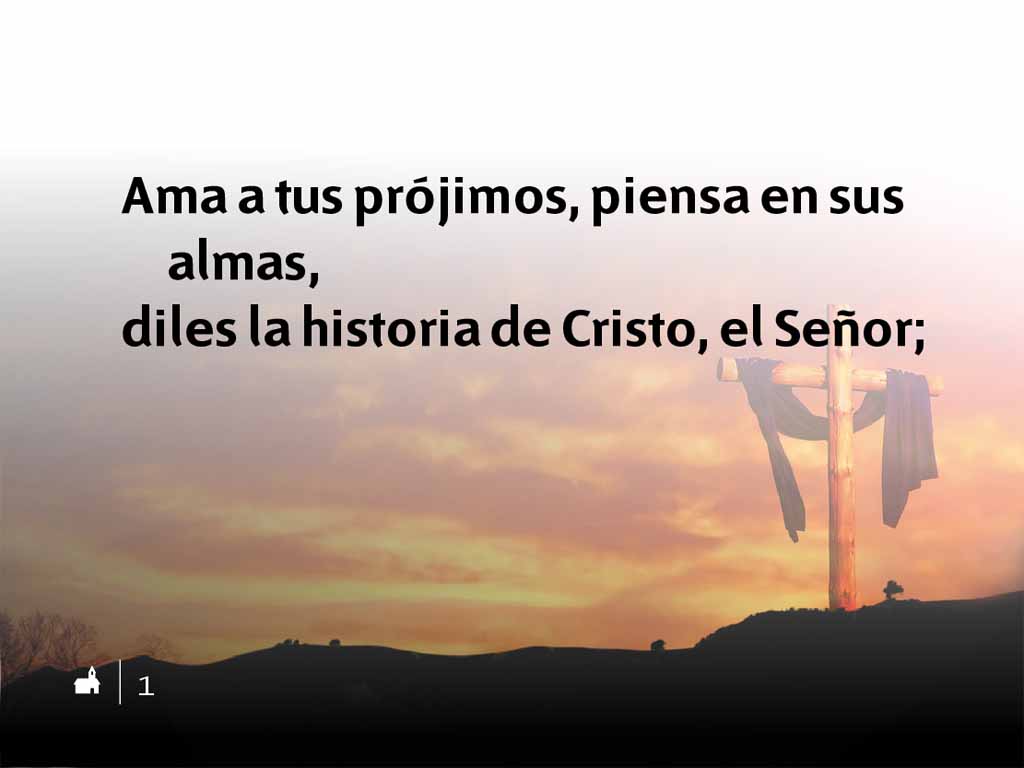 Ama a tus prójimos, piensa en sus
almas,
diles la historia de Cristo, el Señor;
1